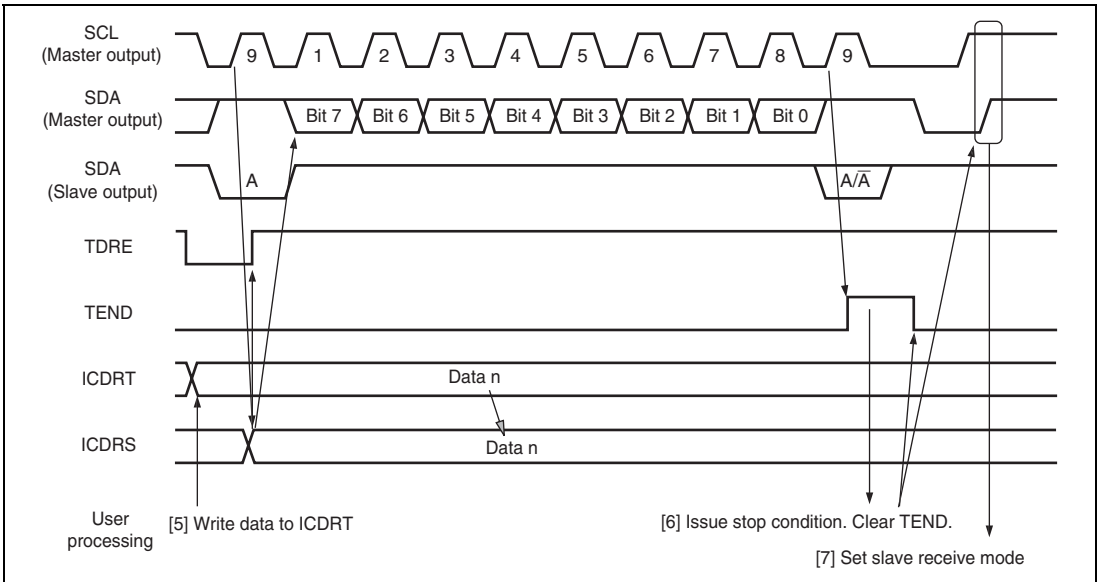 SCL
(Master output)
9 1 2 3 4 5 6 7 8 9
SDA
(Master output)
Bit 7 Bit 6 Bit 5 Bit 4 Bit 3 Bit 2 Bit 1 Bit 0
SDA
(Slave output)
A A/A̅
TDRE
TEND
ICDRT
Data n
ICDRS
Data n
User
processing
[5] Write data to ICDRT
[6] Issue stop condition. Clear TEND.
[7] Set slave receive mode